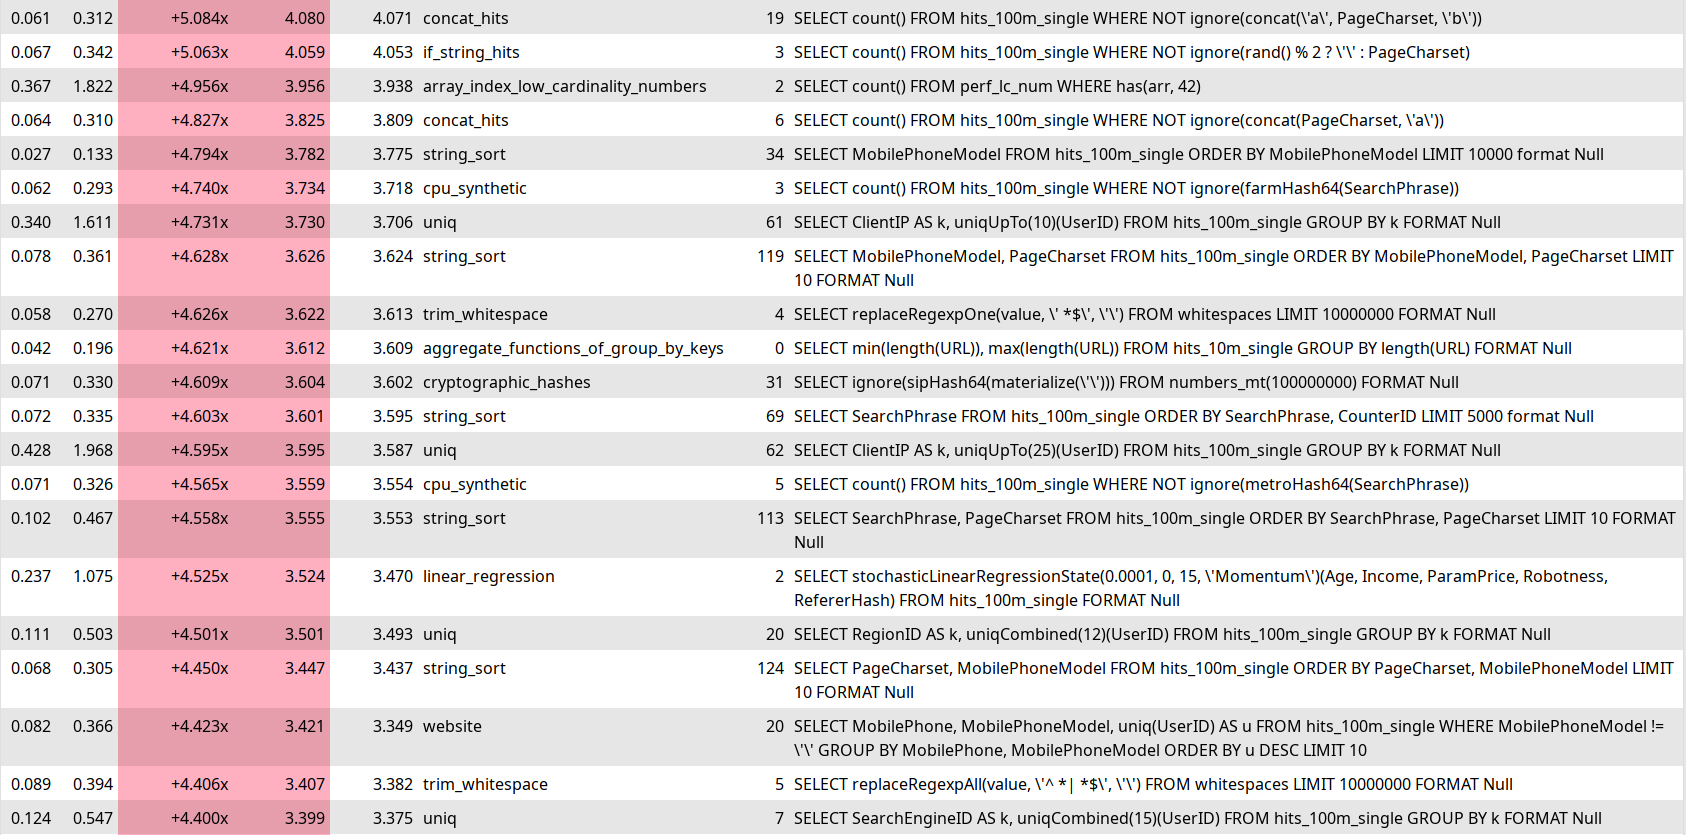 0.061 0.312 +5.084x 4.080 4.071 concat_hits 19 SELECT count() FROM hits_100m_single WHERE NOT ignore(concat(\'a\', PageCharset, \'b\'))
0.067 0.342 +5.063x 4.059 4.053 if_string_hits 3 SELECT count() FROM hits_100m_single WHERE NOT ignore(rand() % 2 ? \'\' : PageCharset)
0.367 1.822 +4.956x 3.956 3.938 array_index_low_cardinality_numbers 2 SELECT count() FROM perf_lc_num WHERE has(arr, 42)
0.064 0.310 +4.827x 3.825 3.809 concat_hits 6 SELECT count() FROM hits_100m_single WHERE NOT ignore(concat(PageCharset, \'a\'))
0.027 0.133 +4.794x 3.782 3.775 string_sort 34 SELECT MobilePhoneModel FROM hits_100m_single ORDER BY MobilePhoneModel LIMIT 10000 format Null
0.062 0.293 +4.740x 3.734 3.718 cpu_synthetic 3 SELECT count() FROM hits_100m_single WHERE NOT ignore(farmHash64(SearchPhrase))
0.340 1.611 +4.731x 3.730 3.706 uniq 61 SELECT ClientIP AS k, uniqUpTo(10)(UserID) FROM hits_100m_single GROUP BY k FORMAT Null
0.078 0.361 +4.628x 3.626 3.624 string_sort 119 SELECT MobilePhoneModel, PageCharset FROM hits_100m_single ORDER BY MobilePhoneModel, PageCharset LIMIT
10 FORMAT Null
0.058 0.270 +4.626x 3.622 3.613 trim_whitespace 4 SELECT replaceRegexpOne(value, \' *$\', \'\') FROM whitespaces LIMIT 10000000 FORMAT Null
0.042 0.196 +4.621x 3.612 3.609 aggregate_functions_of_group_by_keys 0 SELECT min(length(URL)), max(length(URL)) FROM hits_10m_single GROUP BY length(URL) FORMAT Null
0.071 0.330 +4.609x 3.604 3.602 cryptographic_hashes 31 SELECT ignore(sipHash64(materialize(\'\'))) FROM numbers_mt(100000000) FORMAT Null
0.072 0.335 +4.603x 3.601 3.595 string_sort 69 SELECT SearchPhrase FROM hits_100m_single ORDER BY SearchPhrase, CounterID LIMIT 5000 format Null
0.428 1.968 +4.595x 3.595 3.587 uniq 62 SELECT ClientIP AS k, uniqUpTo(25)(UserID) FROM hits_100m_single GROUP BY k FORMAT Null
0.071 0.326 +4.565x 3.559 3.554 cpu_synthetic 5 SELECT count() FROM hits_100m_single WHERE NOT ignore(metroHash64(SearchPhrase))
0.102 0.467 +4.558x 3.555 3.553 string_sort 113 SELECT SearchPhrase, PageCharset FROM hits_100m_single ORDER BY SearchPhrase, PageCharset LIMIT 10 FORMAT
Null
0.237 1.075 +4.525x 3.524 3.470 linear_regression 2 SELECT stochasticLinearRegressionState(0.0001, 0, 15, \'Momentum\')(Age, Income, ParamPrice, Robotness,
RefererHash) FROM hits_100m_single FORMAT Null
0.111 0.503 +4.501x 3.501 3.493 uniq 20 SELECT RegionID AS k, uniqCombined(12)(UserID) FROM hits_100m_single GROUP BY k FORMAT Null
0.068 0.305 +4.450x 3.447 3.437 string_sort 124 SELECT PageCharset, MobilePhoneModel FROM hits_100m_single ORDER BY PageCharset, MobilePhoneModel LIMIT
10 FORMAT Null
0.082 0.366 +4.423x 3.421 3.349 website 20 SELECT MobilePhone, MobilePhoneModel, uniq(UserID) AS u FROM hits_100m_single WHERE MobilePhoneModel !=
\'\' GROUP BY MobilePhone, MobilePhoneModel ORDER BY u DESC LIMIT 10
0.089 0.394 +4.406x 3.407 3.382 trim_whitespace 5 SELECT replaceRegexpAll(value, \'^ *| *$\', \'\') FROM whitespaces LIMIT 10000000 FORMAT Null
0.124 0.547 +4.400x 3.399 3.375 uniq 7 SELECT SearchEngineID AS k, uniqCombined(15)(UserID) FROM hits_100m_single GROUP BY k FORMAT Null